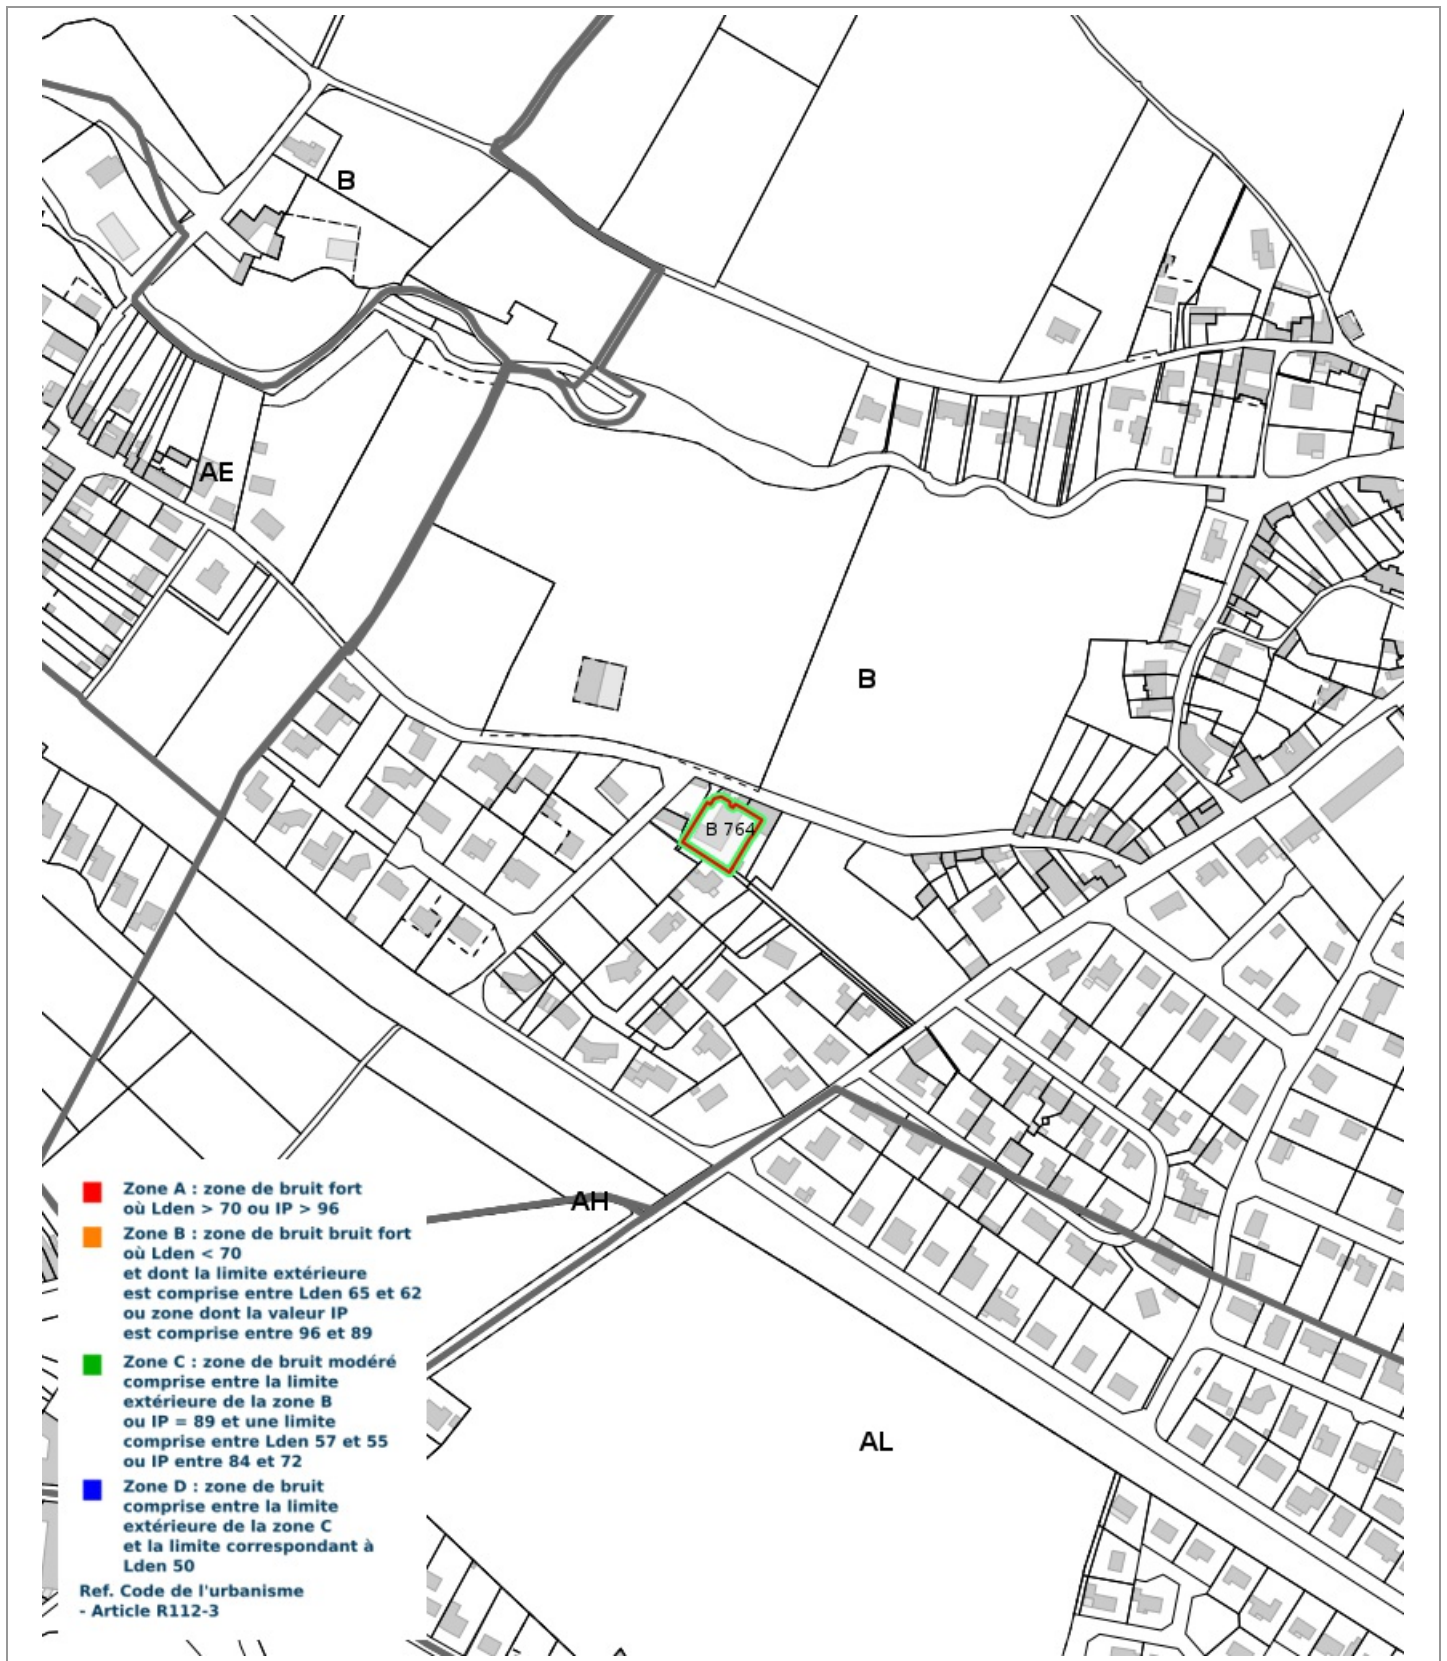 B
AE
B
B 764
AH
AL
Zone A : zone de bruit fort
où Lden > 70 ou IP > 96
Zone B : zone de bruit bruit fort
où Lden < 70
et dont la limite extérieure
est comprise entre Lden 65 et 62
ou zone dont la valeur IP
est comprise entre 96 et 89
Zone C : zone de bruit modéré
comprise entre la limite
extérieure de la zone B
ou IP = 89 et une limite
comprise entre Lden 57 et 55
ou IP entre 84 et 72
Zone D : zone de bruit
comprise entre la limite
extérieure de la zone C
et la limite correspondant à
Lden 50
Ref. Code de l'urbanisme
- Article R112-3